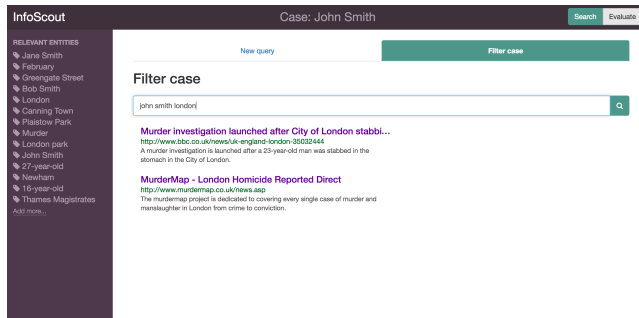 InfoScout
Case: John Smith
Search
Evaluate
RELEVANT ENTITIES
Jane Smith
February
Greengate Street
Bob Smith
London
Canning Town
Plaistow Park
Murder
London park
John Smith
27-year-old
Newham
16-year-old
Thames Magistrates
Add more...
New query
Filter case
Filter case
john smith london
Murder investigation launched after City of London stabbi...
http://www.bbc.co.uk/news/uk-england-london-35032444
A murder investigation is launched after a 23-year-old man was stabbed in the
stomach in the City of London.
MurderMap - London Homicide Reported Direct
http://www.murdermap.co.uk/news.asp
The murdermap project is dedicated to covering every single case of murder and
manslaughter in London from crime to conviction.